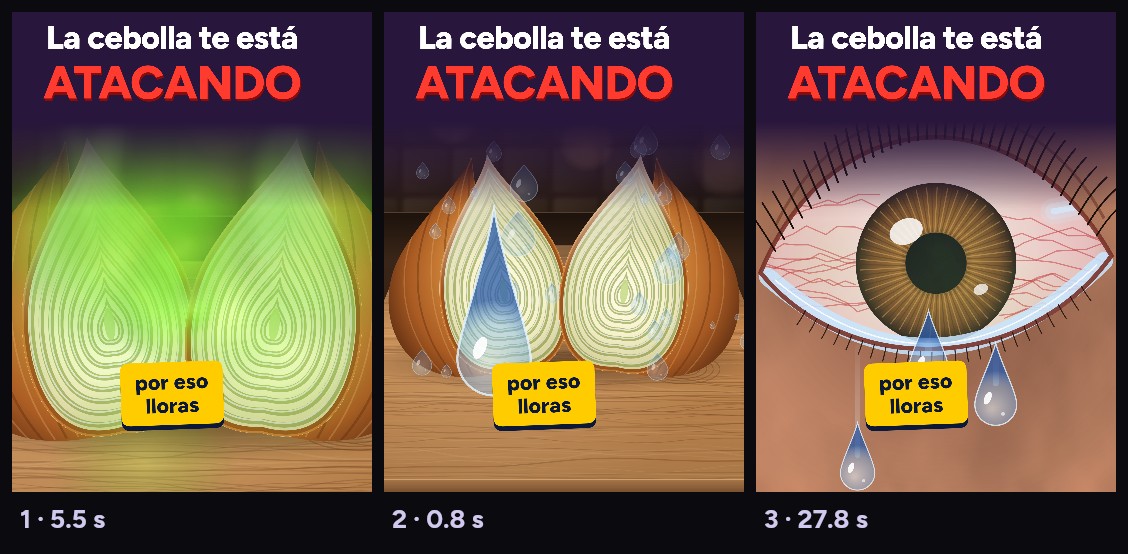 La cebolla te está
ATACANDO
por eso
lloras
1 · 5.5 s
La cebolla te está
ATACANDO
por eso
lloras
2 · 0.8 s
La cebolla te está
ATACANDO
por eso
lloras
3 · 27.8 s